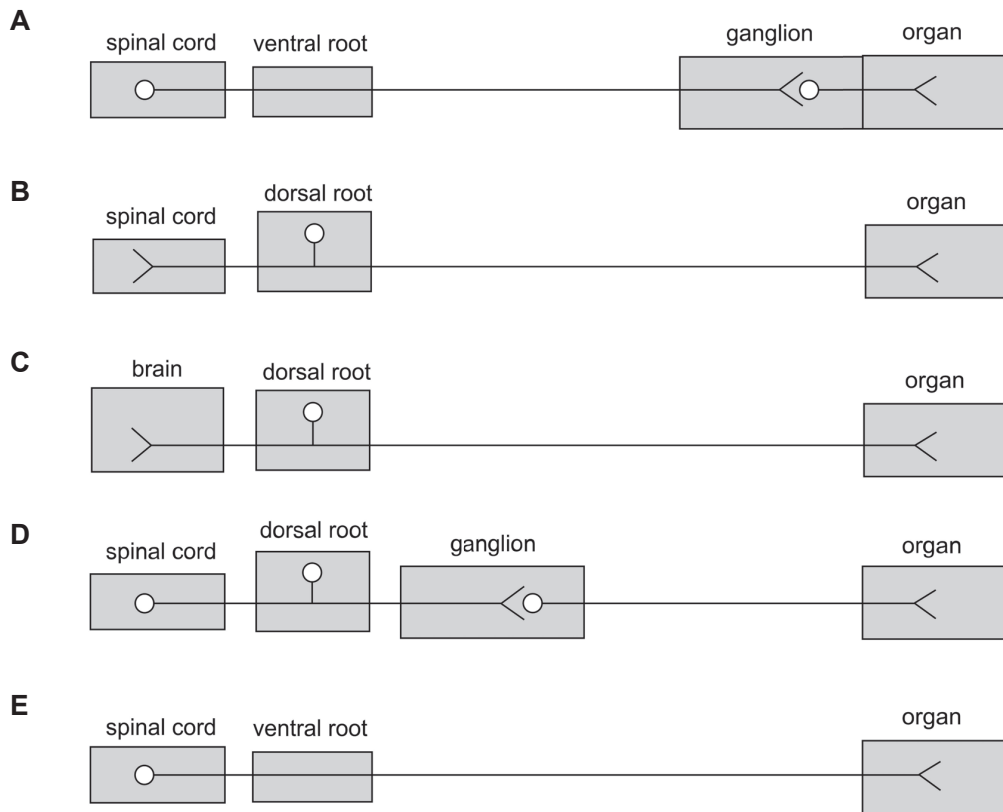 A
spinal cord
ventral root
ganglion
organ
B
spinal cord
dorsal root
organ
C
brain
dorsal root
organ
D
spinal cord
dorsal root
ganglion
organ
E
spinal cord
ventral root
organ